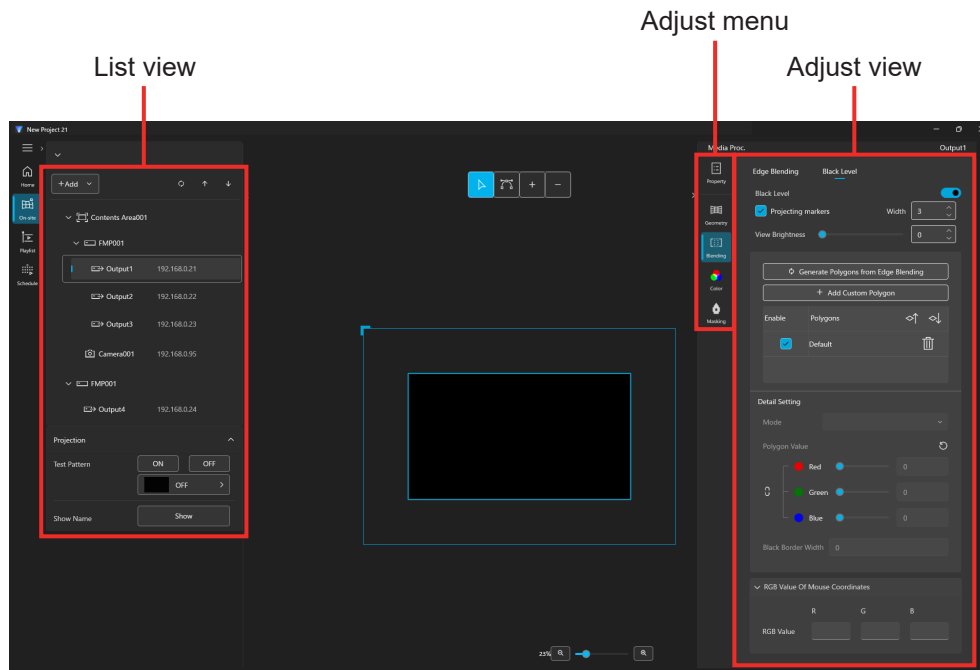 Adjust menu
List view
Adjust view
New Project 21
Media Proc.
Output1
Home
On-site
Playlist
Schedule
+Add
Contents Area001
FMP001
Output1 192.168.0.21
Output2 192.168.0.22
Output3 192.168.0.23
Camera001 192.168.0.95
FMP001
Output4 192.168.0.24
Projection
Test Pattern ON OFF
OFF
Show Name Show
23%
Property
Geometry
Blending
Color
Masking
Edge Blending Black Level
Black Level
Projecting markers Width 3
View Brightness 0
Generate Polygons from Edge Blending
+ Add Custom Polygon
Enable Polygons
Default
Detail Setting
Mode
Polygon Value
Red 0
Green 0
Blue 0
Black Border Width 0
RGB Value Of Mouse Coordinates
R G B
RGB Value